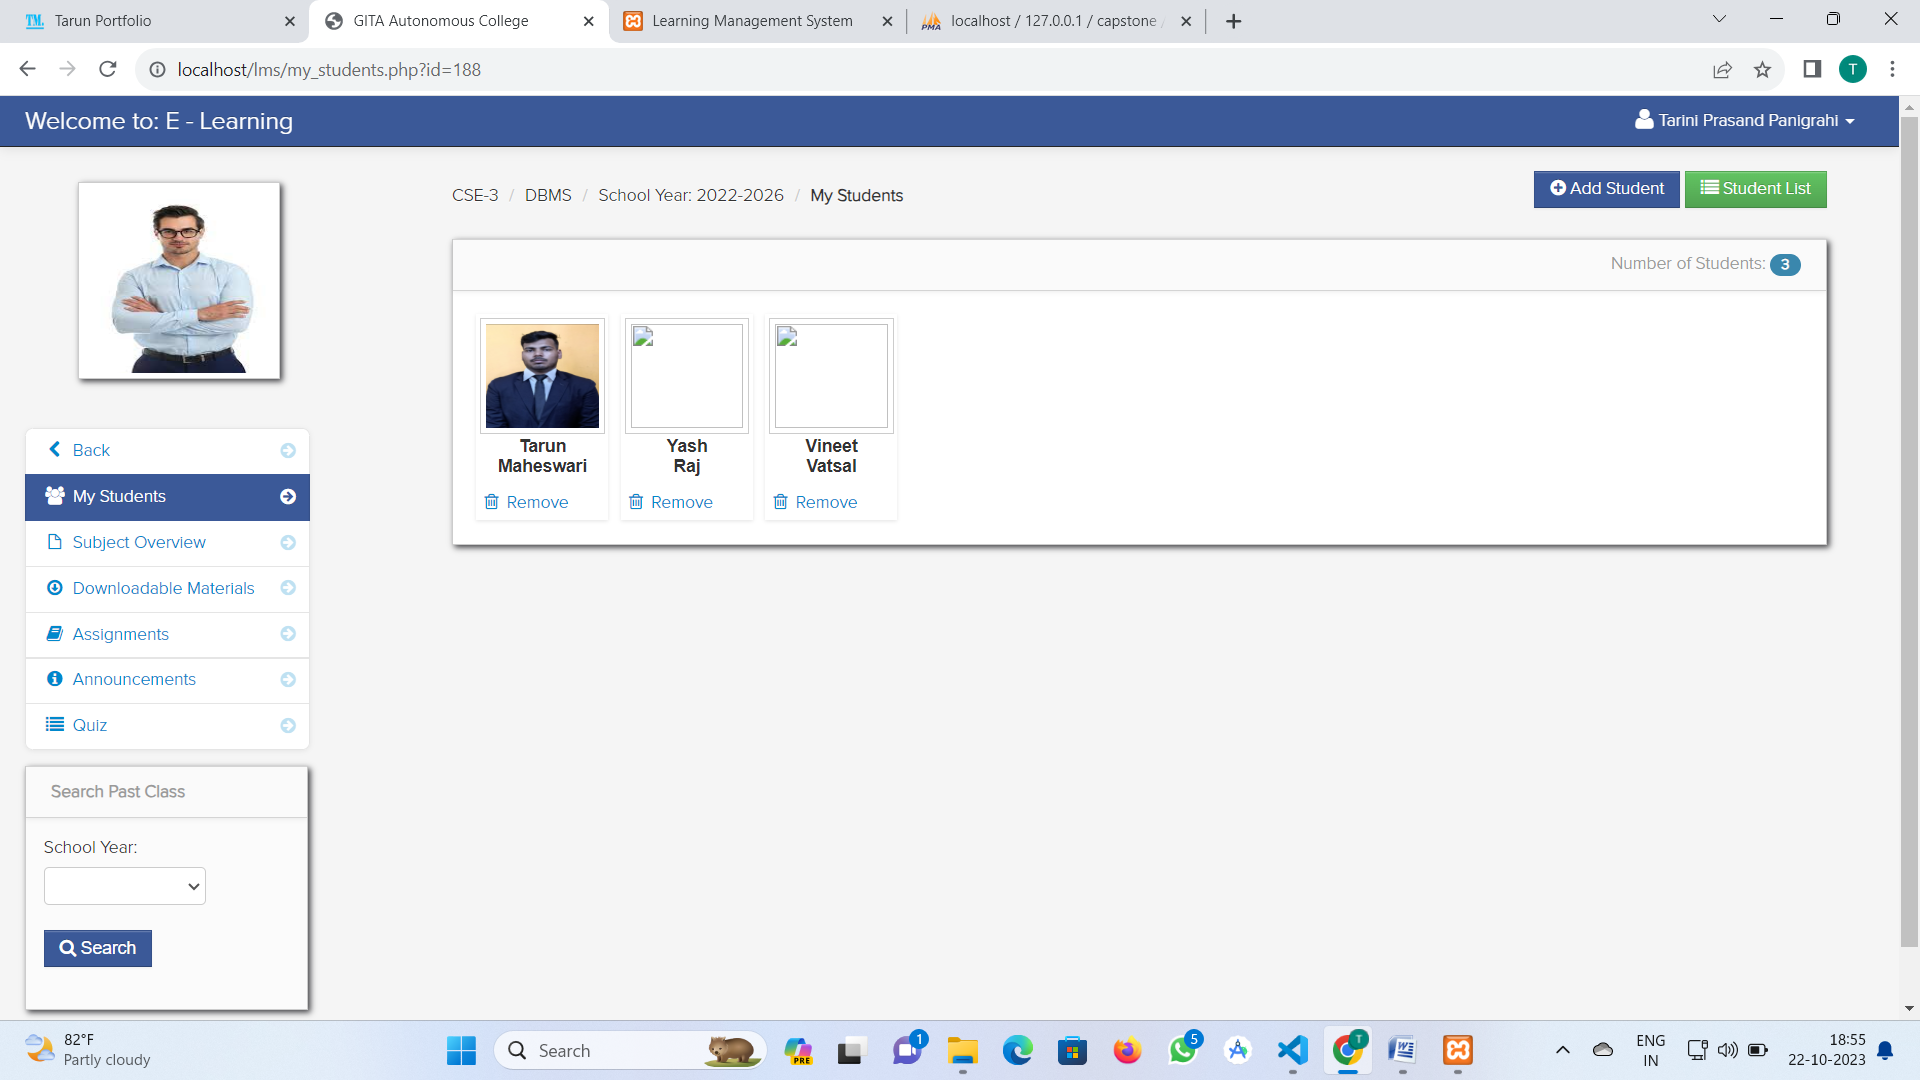 Tarun Portfolio
GITA Autonomous College
Learning Management System
localhost / 127.0.0.1 / capstone
localhost/lms/my_students.php?id=188
T
Welcome to: E - Learning
Tarini Prasand Panigrahi
CSE-3 / DBMS / School Year: 2022-2026 / My Students
Add Student
Student List
Number of Students: 3
Tarun
Maheswari
Remove
Yash
Raj
Remove
Vineet
Vatsal
Remove
Back
My Students
Subject Overview
Downloadable Materials
Assignments
Announcements
Quiz
Search Past Class
School Year:
Search
82°F
Partly cloudy
Search
PRE
1
5
T
ENG
IN
18:55
22-10-2023